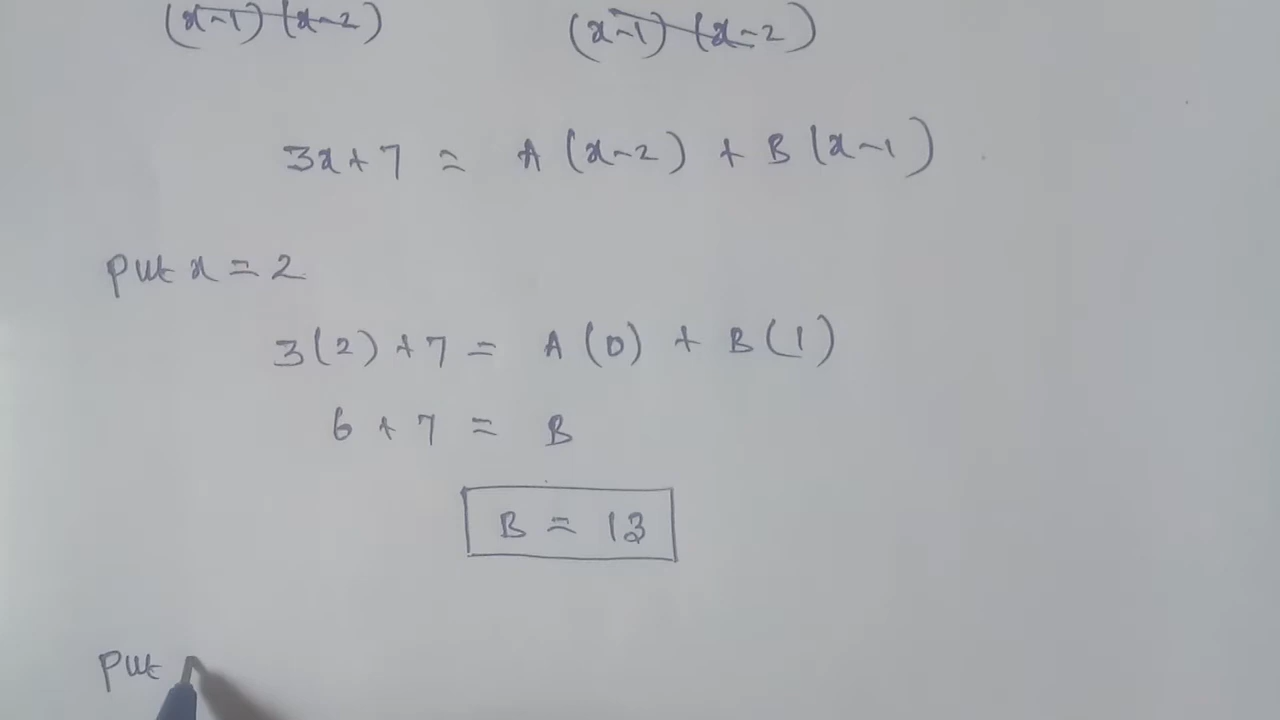 (x-1) (x-2) (x-1) (x-2)
3x+7 = A (x-2) + B (x-1)
put x = 2
3(2) +7 = A (0) + B (1)
6 + 7 = B
B = 13
put